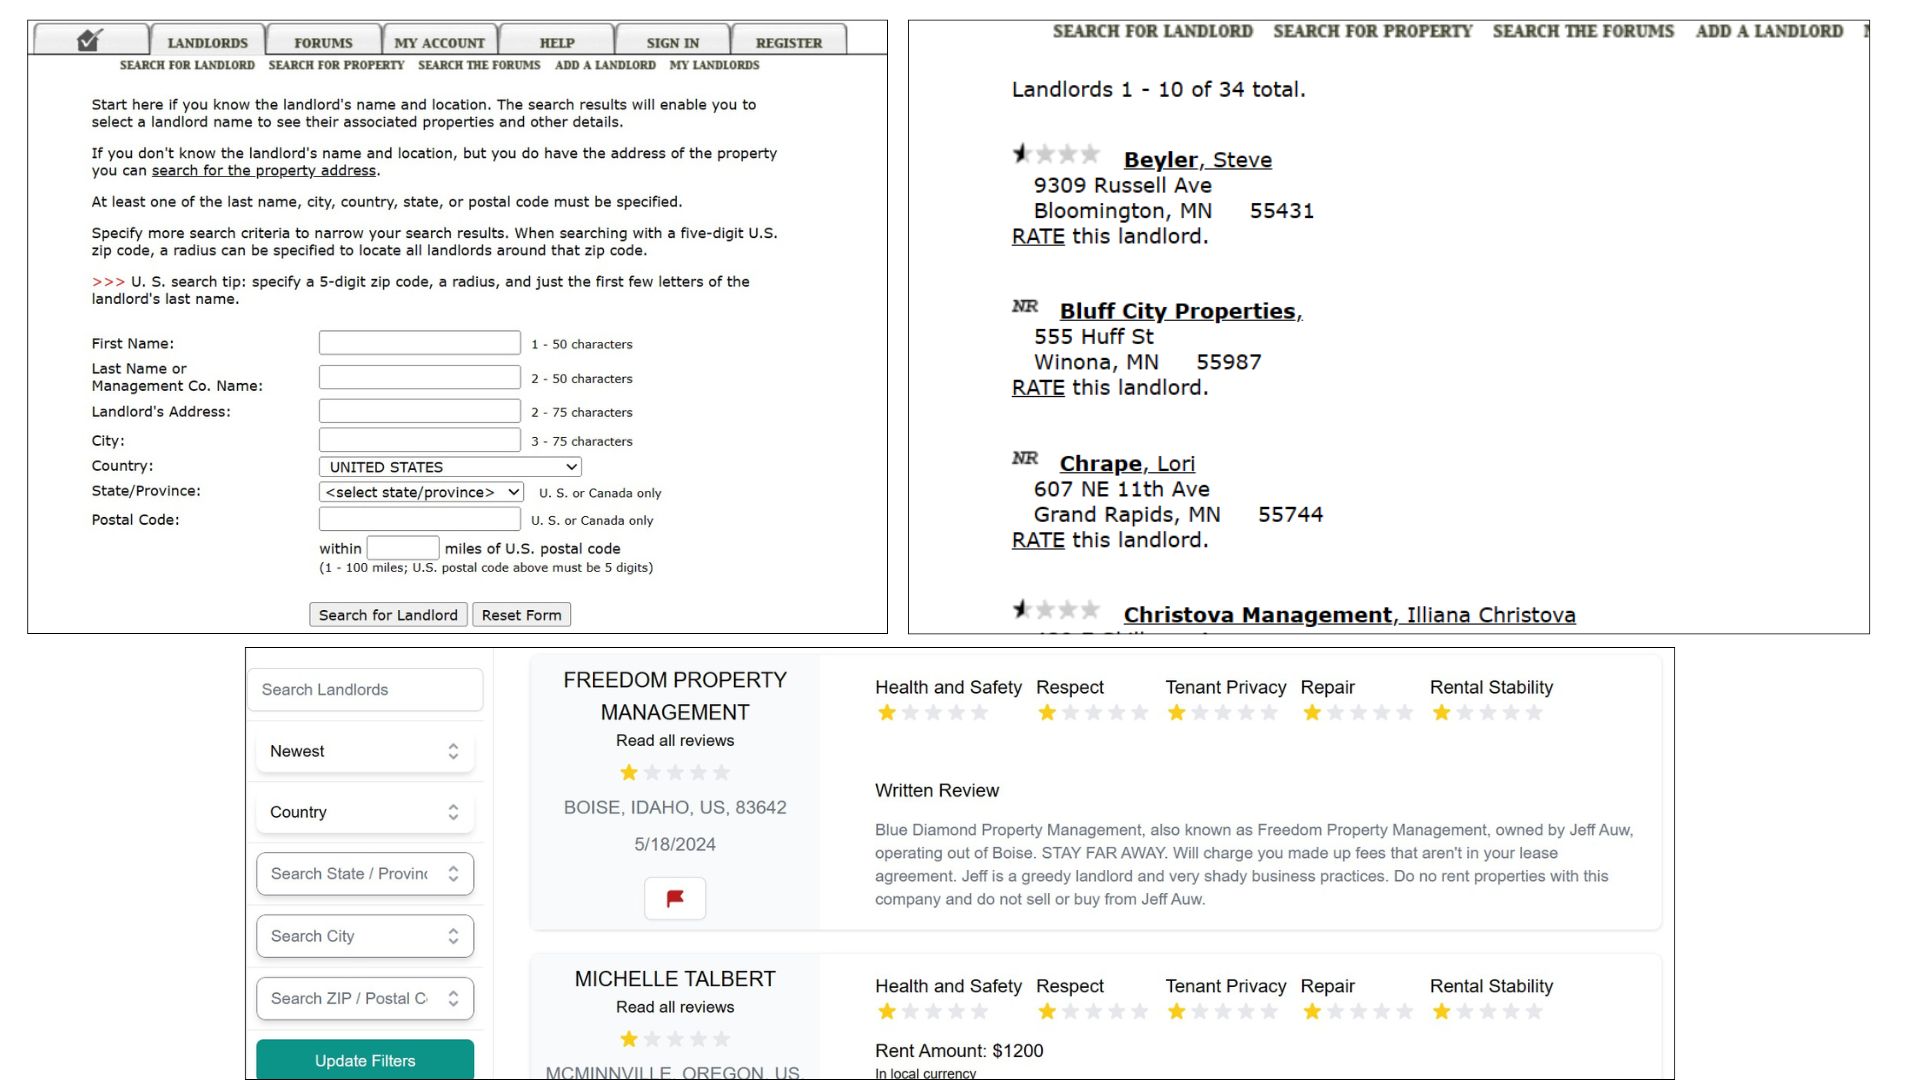 LANDLORDS FORUMS MY ACCOUNT HELP SIGN IN REGISTER
SEARCH FOR LANDLORD SEARCH FOR PROPERTY SEARCH THE FORUMS ADD A LANDLORD MY LANDLORDS
Start here if you know the landlord's name and location. The search results will enable you to
select a landlord name to see their associated properties and other details.
If you don't know the landlord's name and location, but you do have the address of the property
you can search for the property address.
At least one of the last name, city, country, state, or postal code must be specified.
Specify more search criteria to narrow your search results. When searching with a five-digit U.S.
zip code, a radius can be specified to locate all landlords around that zip code.
>>> U. S. search tip: specify a 5-digit zip code, a radius, and just the first few letters of the
landlord's last name.
First Name: 1 - 50 characters
Last Name or
Management Co. Name: 2 - 50 characters
Landlord's Address: 2 - 75 characters
City: 3 - 75 characters
Country: UNITED STATES
State/Province: <select state/province> U. S. or Canada only
Postal Code: U. S. or Canada only
within miles of U.S. postal code
(1 - 100 miles; U.S. postal code above must be 5 digits)
Search for Landlord Reset Form
SEARCH FOR LANDLORD SEARCH FOR PROPERTY SEARCH THE FORUMS ADD A LANDLORD
Landlords 1 - 10 of 34 total.
Beyler, Steve
9309 Russell Ave
Bloomington, MN 55431
RATE this landlord.
NR Bluff City Properties,
555 Huff St
Winona, MN 55987
RATE this landlord.
NR Chrape, Lori
607 NE 11th Ave
Grand Rapids, MN 55744
RATE this landlord.
Christova Management, Illiana Christova
Search Landlords
Newest
Country
Search State / Provinc
Search City
Search ZIP / Postal C
Update Filters
FREEDOM PROPERTY
MANAGEMENT
Read all reviews
BOISE, IDAHO, US, 83642
5/18/2024
Health and Safety Respect Tenant Privacy Repair Rental Stability
Written Review
Blue Diamond Property Management, also known as Freedom Property Management, owned by Jeff Auw,
operating out of Boise. STAY FAR AWAY. Will charge you made up fees that aren't in your lease
agreement. Jeff is a greedy landlord and very shady business practices. Do no rent properties with this
company and do not sell or buy from Jeff Auw.
MICHELLE TALBERT
Read all reviews
MCMINNVILLE, OREGON, US,
Health and Safety Respect Tenant Privacy Repair Rental Stability
Rent Amount: $1200
In local currency